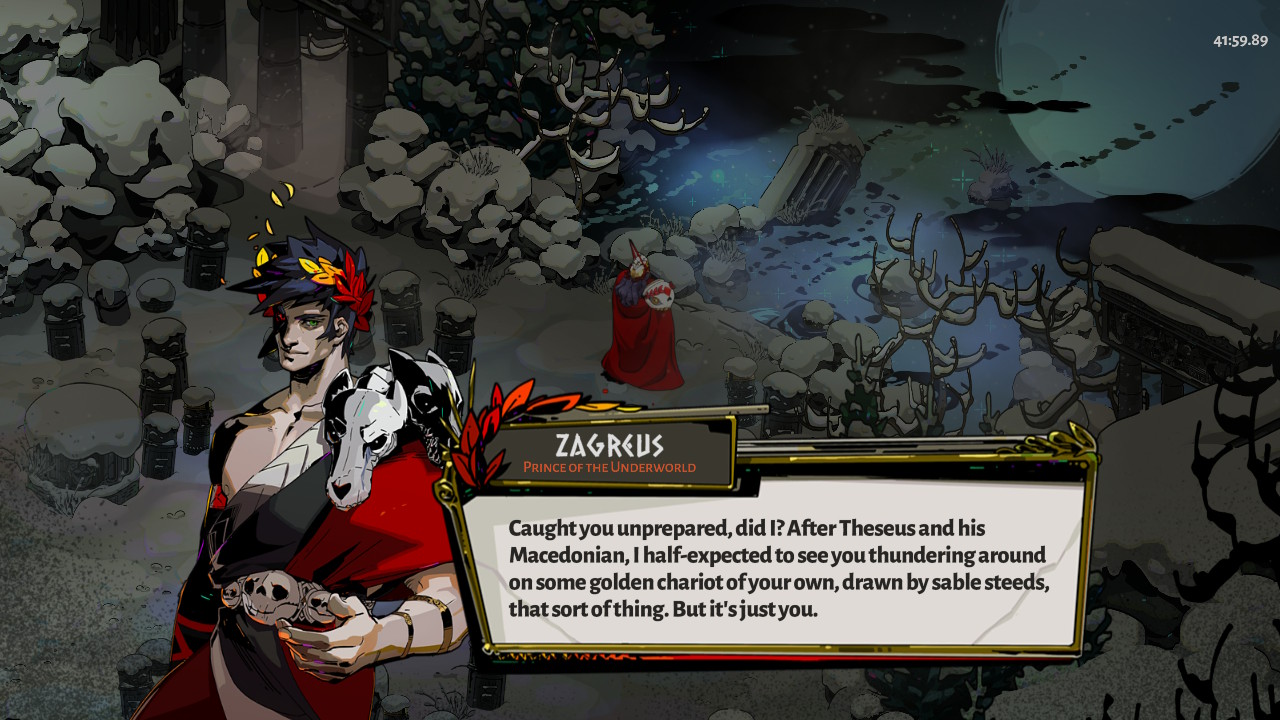 41:59.89
ZAGREUS
PRINCE OF THE UNDERWORLD
Caught you unprepared, did I? After Theseus and his
Macedonian, I half-expected to see you thundering around
on some golden chariot of your own, drawn by sable steeds,
that sort of thing. But it's just you.